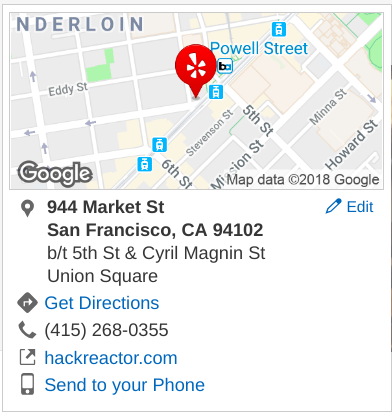 NDERLOIN
Powell Street
Eddy St
5th St
Stevenson St
Minna St
Howard St
6th St
Mission St
Google
Map data ©2018 Google
944 Market St
Edit
San Francisco, CA 94102
b/t 5th St & Cyril Magnin St
Union Square
Get Directions
(415) 268-0355
hackreactor.com
Send to your Phone